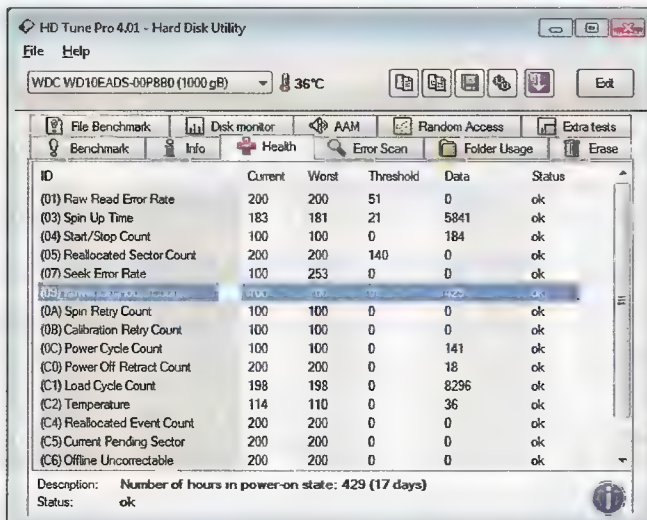 HD Tune Pro 4.01 - Hard Disk Utility
File Help
WDC WD10EADS-00P8B0 (1000 gB) 36°C Exit
File Benchmark Disk monitor AAM Random Access Extra tests
Benchmark Info Health Error Scan Folder Usage Erase
ID Current Worst Threshold Data Status
(01) Raw Read Error Rate 200 200 51 0 ok
(03) Spin Up Time 183 181 21 5841 ok
(04) Start/Stop Count 100 100 0 184 ok
(05) Reallocated Sector Count 200 200 140 0 ok
(07) Seek Error Rate 100 253 0 0 ok
(09) 429 ok
(0A) Spin Retry Count 100 100 0 0 ok
(0B) Calibration Retry Count 100 100 0 0 ok
(0C) Power Cycle Count 100 100 0 141 ok
(C0) Power Off Retract Count 200 200 0 18 ok
(C1) Load Cycle Count 198 198 0 8296 ok
(C2) Temperature 114 110 0 36 ok
(C4) Reallocated Event Count 200 200 0 0 ok
(C5) Current Pending Sector 200 200 0 0 ok
(C6) Offline Uncorrectable 200 200 0 0 ok
Description: Number of hours in power-on state: 429 (17 days)
Status: ok